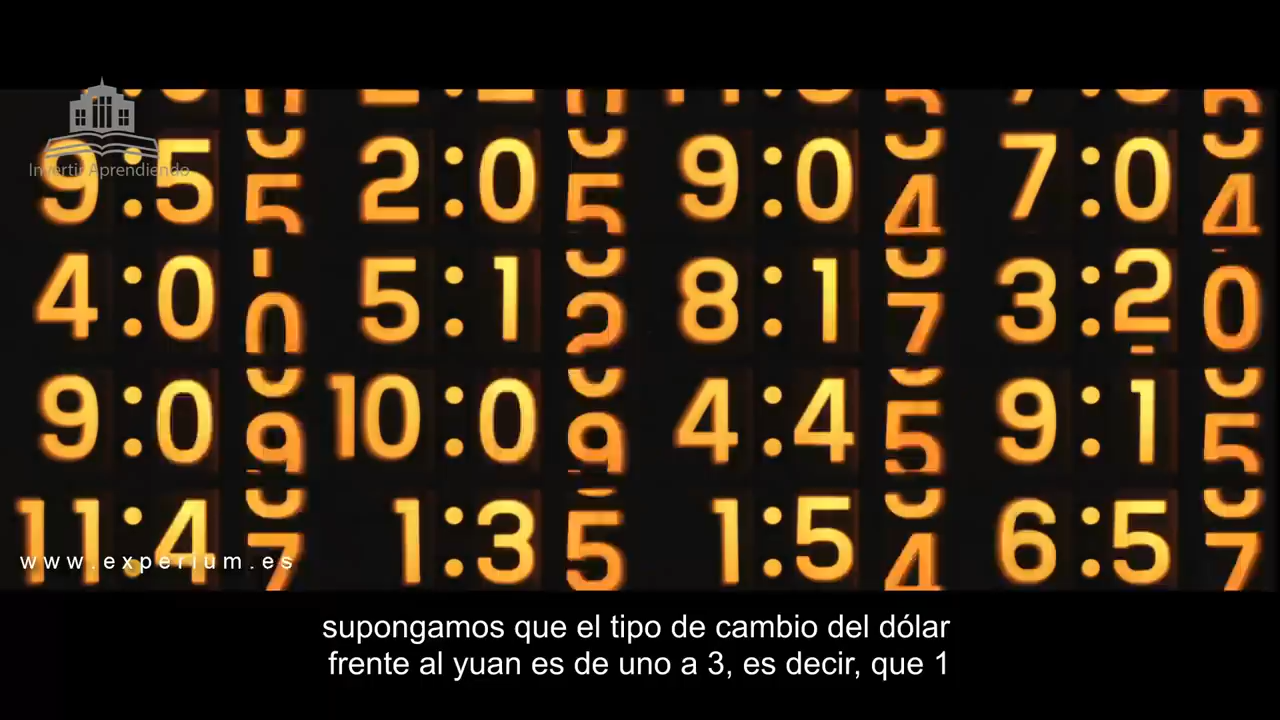 Invertir Aprendiendo
9:5 2:0 9:0 7:0
4:0 5:1 8:1 3:2
9:0 10:0 4:4 9:1
11:4 1:3 1:5 6:5
www.experium.es
supongamos que el tipo de cambio del dólar
frente al yuan es de uno a 3, es decir, que 1